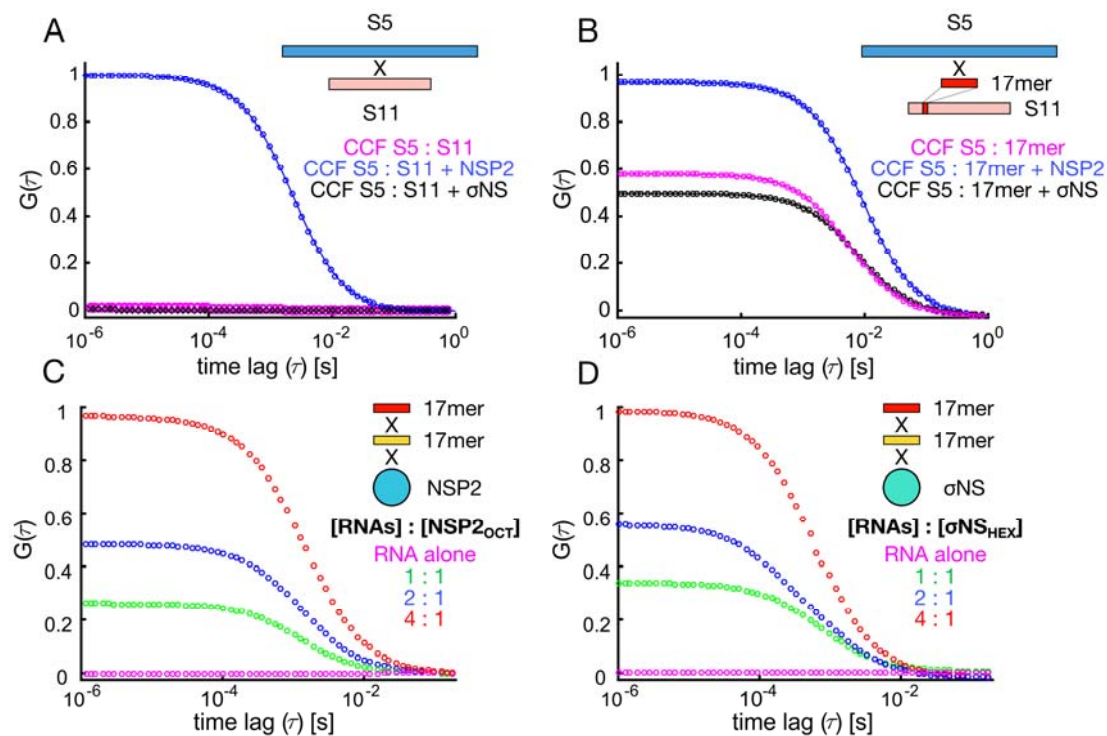 A
S5
X
S11
CCF S5 : S11
CCF S5 : S11 + NSP2
CCF S5 : S11 + σNS
G(τ)
1
0.8
0.6
0.4
0.2
0
10⁻⁶
10⁻⁴
10⁻²
10⁰
time lag (τ) [s]
B
S5
X
17mer
S11
CCF S5 : 17mer
CCF S5 : 17mer + NSP2
CCF S5 : 17mer + σNS
G(τ)
1
0.8
0.6
0.4
0.2
0
10⁻⁶
10⁻⁴
10⁻²
10⁰
time lag (τ) [s]
C
17mer
X
17mer
X
NSP2
[RNAs] : [NSP2OCT]
RNA alone
1 : 1
2 : 1
4 : 1
G(τ)
1
0.8
0.6
0.4
0.2
0
10⁻⁶
10⁻⁴
10⁻²
time lag (τ) [s]
D
17mer
X
17mer
X
σNS
[RNAs] : [σNSHEX]
RNA alone
1 : 1
2 : 1
4 : 1
G(τ)
1
0.8
0.6
0.4
0.2
0
10⁻⁶
10⁻⁴
10⁻²
time lag (τ) [s]